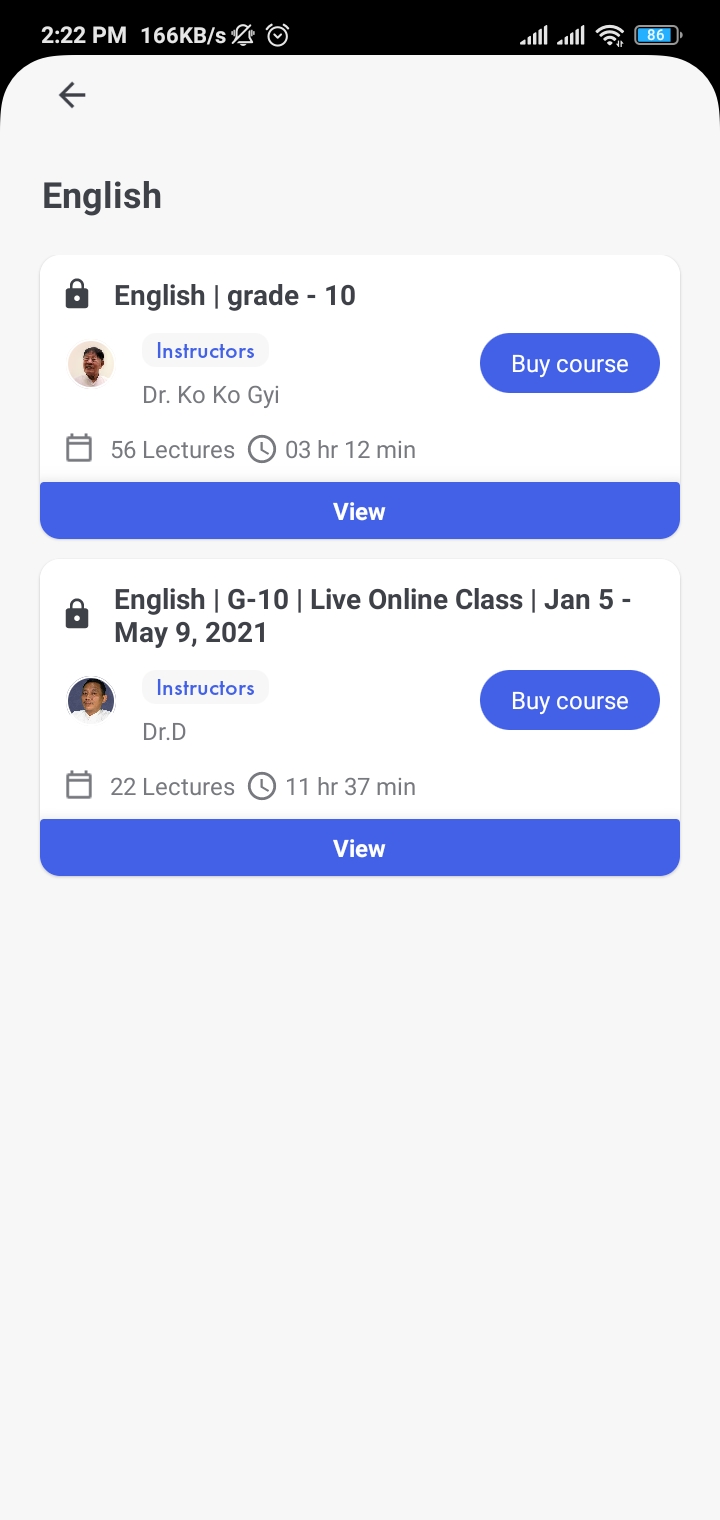 2:22 PM 166KB/s 86
English
English | grade - 10
Instructors
Buy course
Dr. Ko Ko Gyi
56 Lectures 03 hr 12 min
View
English | G-10 | Live Online Class | Jan 5 -
May 9, 2021
Instructors
Buy course
Dr.D
22 Lectures 11 hr 37 min
View